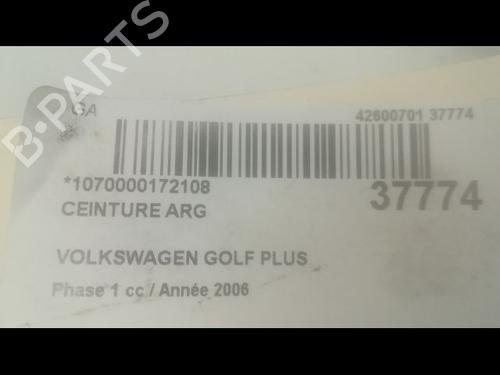 B-PARTS
GA
42600701 37774
*1070000172108
37774
CEINTURE ARG
VOLKSWAGEN GOLF PLUS
Phase 1 cc / Année 2006